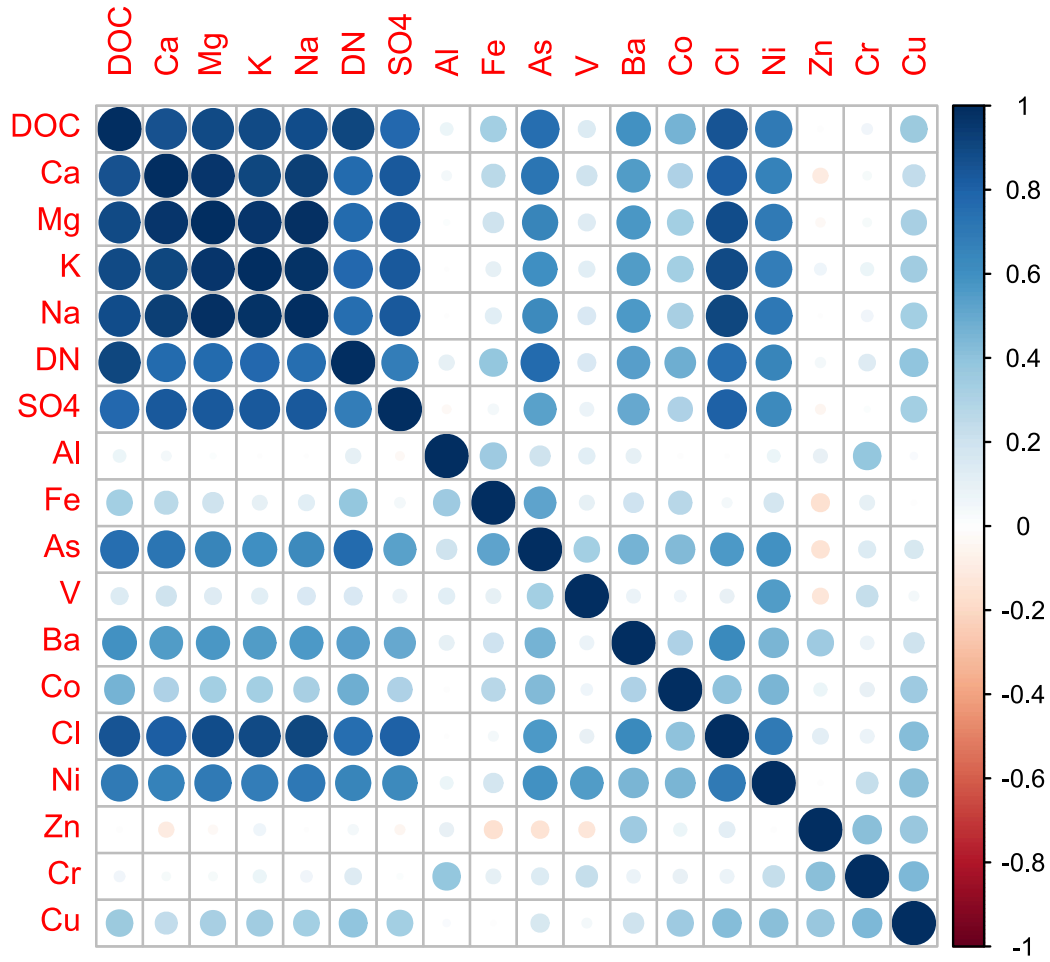 DOC Ca Mg K Na DN SO4 Al Fe As V Ba Co Cl Ni Zn Cr Cu
DOC
Ca
Mg
K
Na
DN
SO4
Al
Fe
As
V
Ba
Co
Cl
Ni
Zn
Cr
Cu
1
0.8
0.6
0.4
0.2
0
-0.2
-0.4
-0.6
-0.8
-1